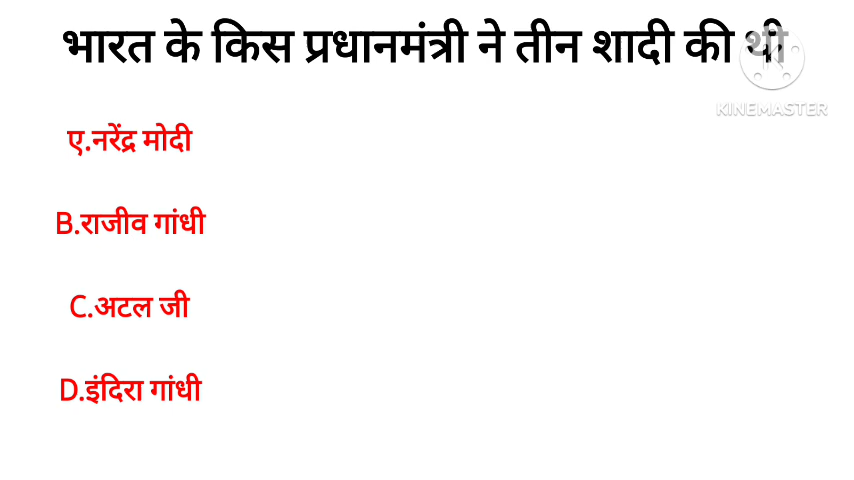 भारत के किस प्रधानमंत्री ने तीन शादी की थी
KINEMASTER
ए.नरेंद्र मोदी
B.राजीव गांधी
C.अटल जी
D.इंदिरा गांधी